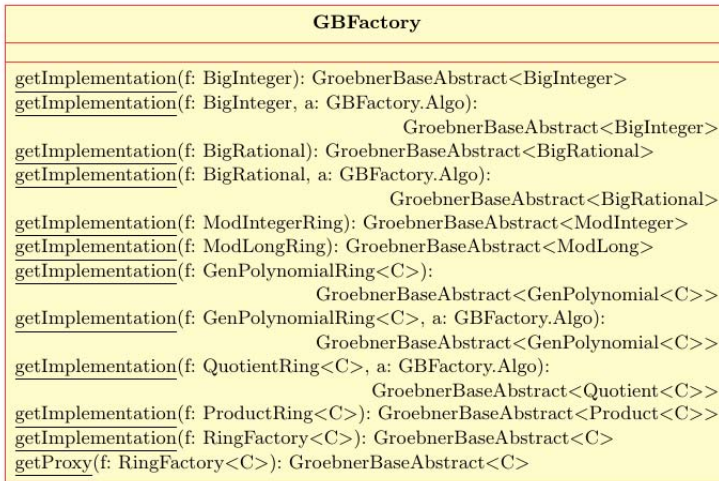 GBFactory
getImplementation(f: BigInteger): GroebnerBaseAbstract<BigInteger>
getImplementation(f: BigInteger, a: GBFactory.Algo):
GroebnerBaseAbstract<BigInteger>
getImplementation(f: BigRational): GroebnerBaseAbstract<BigRational>
getImplementation(f: BigRational, a: GBFactory.Algo):
GroebnerBaseAbstract<BigRational>
getImplementation(f: ModIntegerRing): GroebnerBaseAbstract<ModInteger>
getImplementation(f: ModLongRing): GroebnerBaseAbstract<ModLong>
getImplementation(f: GenPolynomialRing<C>):
GroebnerBaseAbstract<GenPolynomial<C>>
getImplementation(f: GenPolynomialRing<C>, a: GBFactory.Algo):
GroebnerBaseAbstract<GenPolynomial<C>>
getImplementation(f: QuotientRing<C>, a: GBFactory.Algo):
GroebnerBaseAbstract<Quotient<C>>
getImplementation(f: ProductRing<C>): GroebnerBaseAbstract<Product<C>>
getImplementation(f: RingFactory<C>): GroebnerBaseAbstract<C>
getProxy(f: RingFactory<C>): GroebnerBaseAbstract<C>